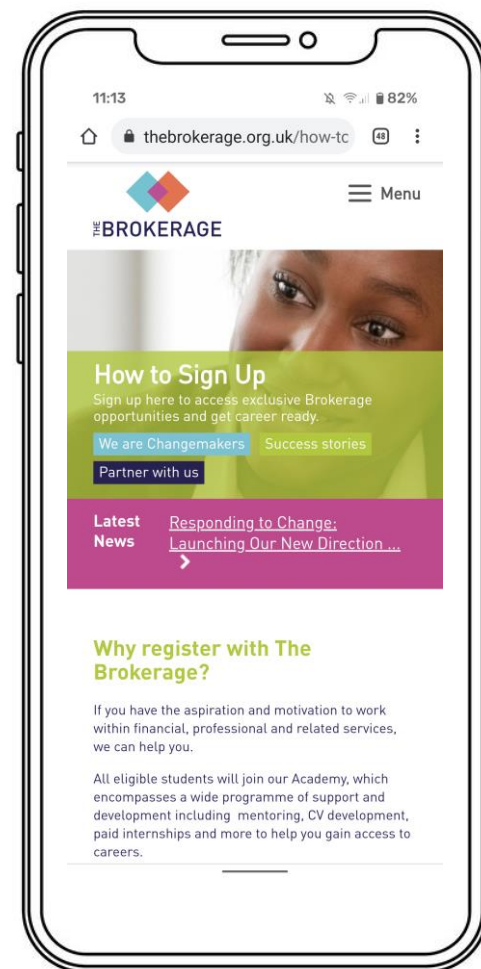 11:13
82%
thebrokerage.org.uk/how-tc
48
THE BROKERAGE
Menu
How to Sign Up
Sign up here to access exclusive Brokerage
opportunities and get career ready.
We are Changemakers
Success stories
Partner with us
Latest
News
Responding to Change:
Launching Our New Direction ...
Why register with The
Brokerage?
If you have the aspiration and motivation to work
within financial, professional and related services,
we can help you.
All eligible students will join our Academy, which
encompasses a wide programme of support and
development including mentoring, CV development,
paid internships and more to help you gain access to
careers.